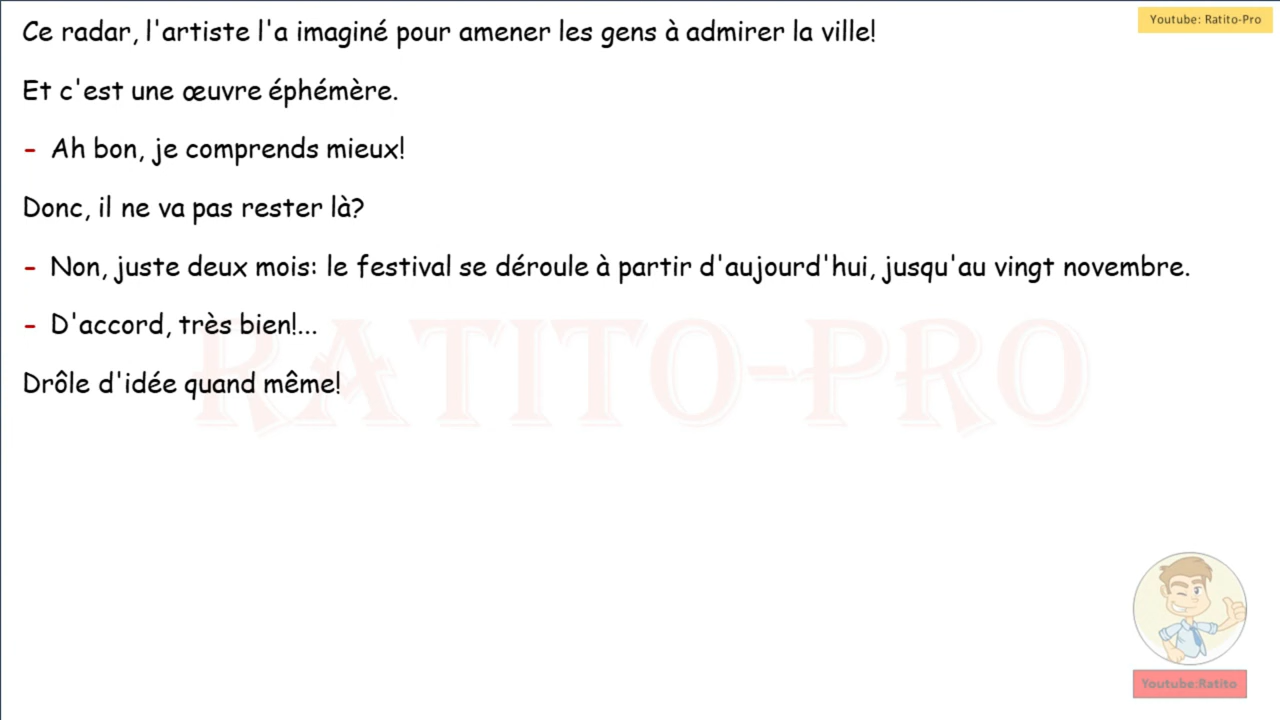 Youtube: Ratito-Pro
Ce radar, l'artiste l'a imaginé pour amener les gens à admirer la ville!
Et c'est une œuvre éphémère.
- Ah bon, je comprends mieux!
Donc, il ne va pas rester là?
- Non, juste deux mois: le festival se déroule à partir d'aujourd'hui, jusqu'au vingt novembre.
- D'accord, très bien!...
Drôle d'idée quand même!
RATITO-PRO
Youtube:Ratito